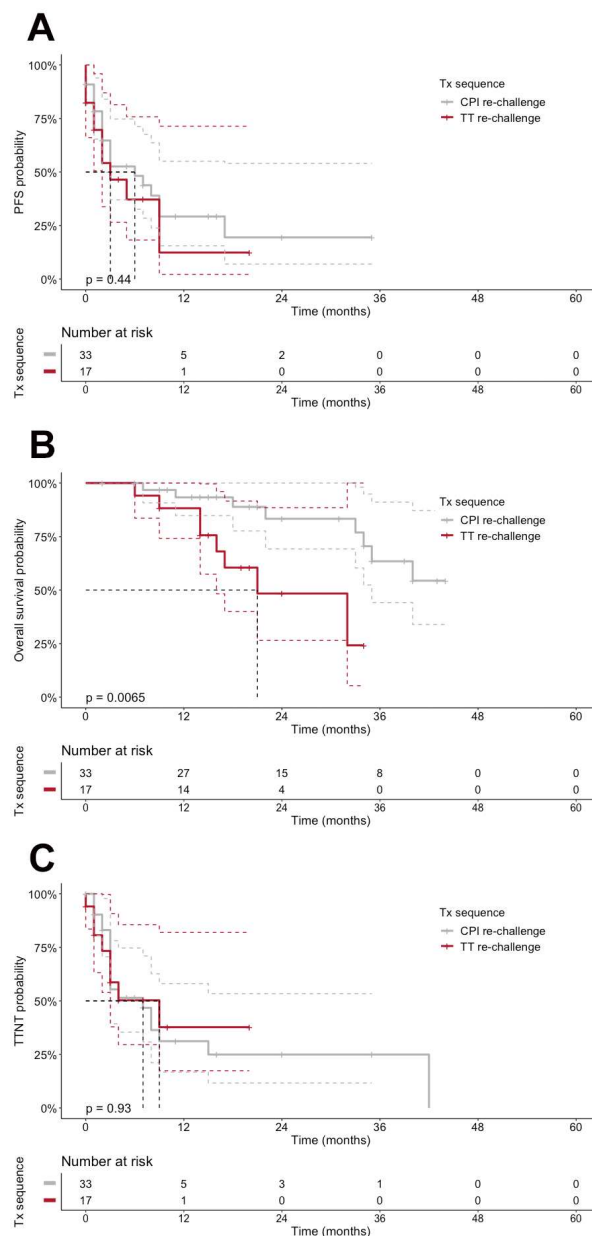 A
100%
75%
50%
25%
0%
PFS probability
p = 0.44
Tx sequence
CPI re-challenge
TT re-challenge
0 12 24 36 48 60
Time (months)
Number at risk
Tx sequence
33 5 2 0 0 0
17 1 0 0 0 0
0 12 24 36 48 60
Time (months)
B
100%
75%
50%
25%
0%
Overall survival probability
p = 0.0065
Tx sequence
CPI re-challenge
TT re-challenge
0 12 24 36 48 60
Time (months)
Number at risk
Tx sequence
33 27 15 8 0 0
17 14 4 0 0 0
0 12 24 36 48 60
Time (months)
C
100%
75%
50%
25%
0%
TTNT probability
p = 0.93
Tx sequence
CPI re-challenge
TT re-challenge
0 12 24 36 48 60
Time (months)
Number at risk
Tx sequence
33 5 3 1 0 0
17 1 0 0 0 0
0 12 24 36 48 60
Time (months)